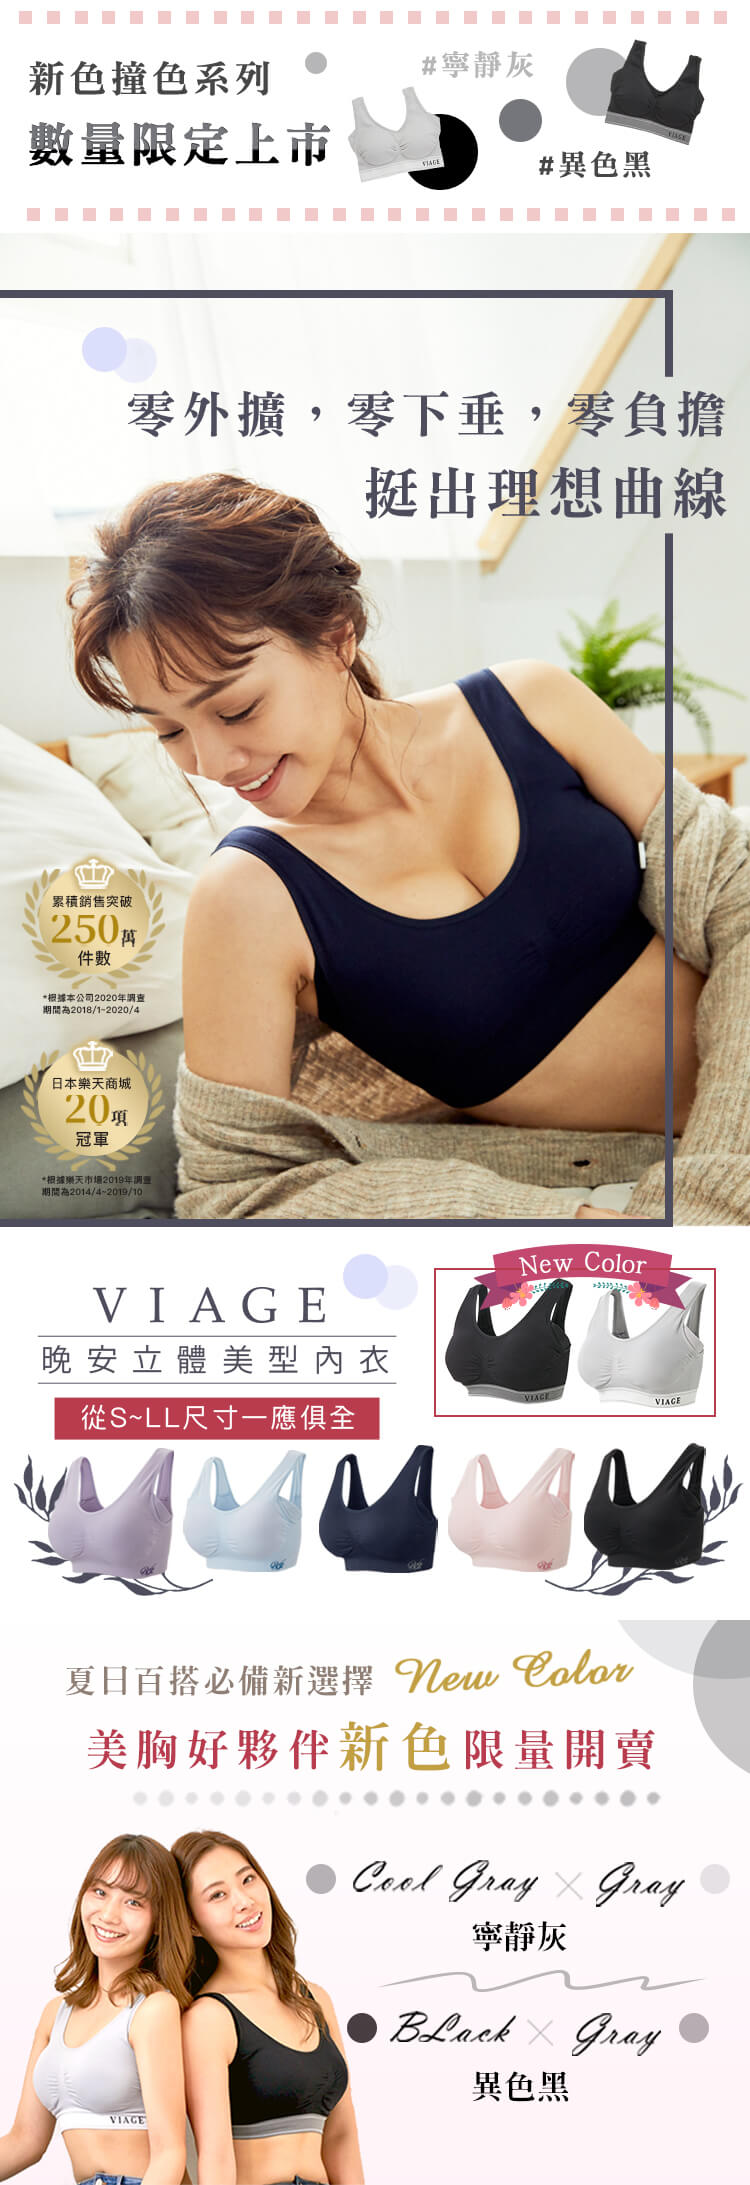 新色撞色系列
數量限定上市
#寧靜灰
VIAGE
VIAGE
#異色黑
零外擴，零下垂，零負擔
挺出理想曲線
累積銷售突破
250萬
件數
*根據本公司2020年調查
期間為2018/1~2020/4
日本樂天商城
20項
冠軍
*根據樂天市場2019年調查
期間為2014/4~2019/10
VIAGE
晚安立體美型內衣
從S~LL尺寸一應俱全
New Color
VIAGE
VIAGE
夏日百搭必備新選擇 New Color
美胸好夥伴新色限量開賣
Cool Gray × Gray
寧靜灰
BLack × Gray
異色黑
VIAGE